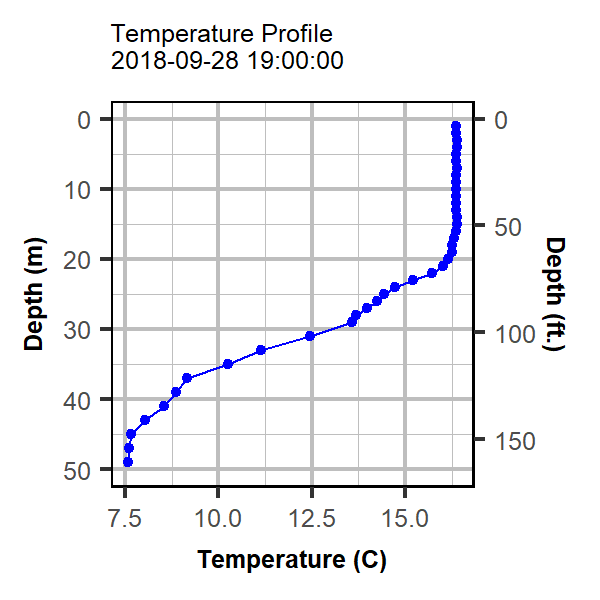 Temperature Profile
2018-09-28 19:00:00
0
10
20
30
40
50
Depth (m)
0
50
100
150
Depth (ft.)
7.5 10.0 12.5 15.0
Temperature (C)